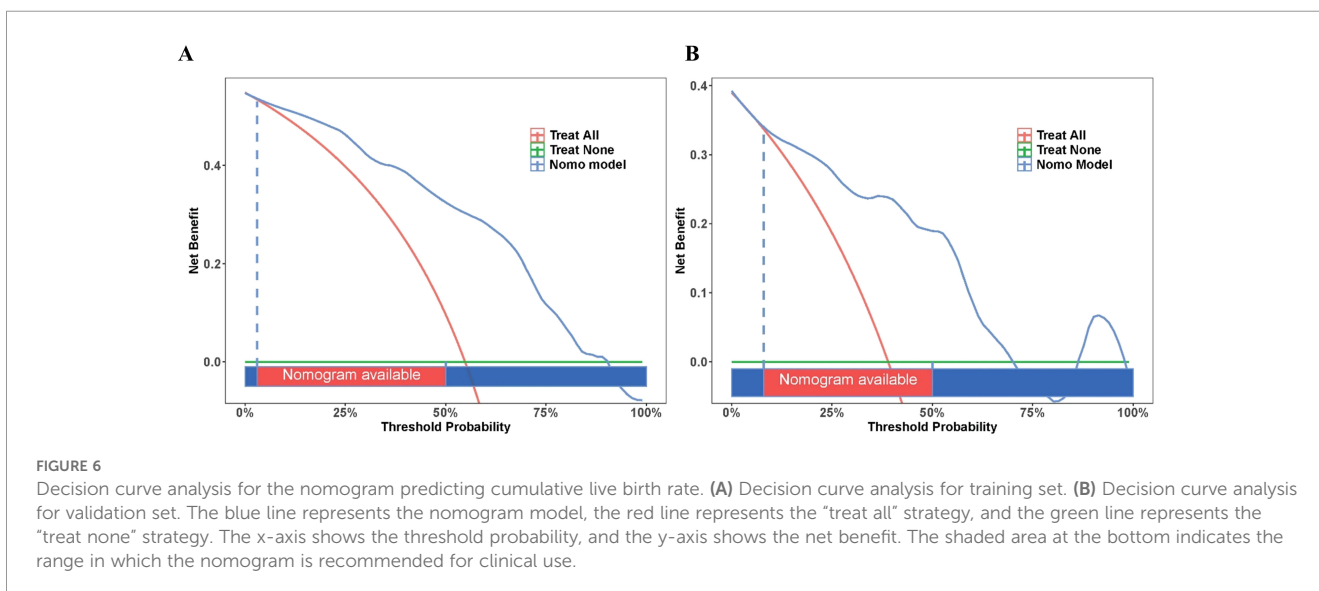 A
Net Benefit
0.4
0.2
0.0
Treat All
Treat None
Nomo model
Nomogram available
0%
25%
50%
75%
100%
Threshold Probability
B
Net Benefit
0.4
0.3
0.2
0.1
0.0
Treat All
Treat None
Nomo Model
Nomogram available
0%
25%
50%
75%
100%
Threshold Probability
FIGURE 6
Decision curve analysis for the nomogram predicting cumulative live birth rate. (A) Decision curve analysis for training set. (B) Decision curve analysis
for validation set. The blue line represents the nomogram model, the red line represents the "treat all" strategy, and the green line represents the
"treat none" strategy. The x-axis shows the threshold probability, and the y-axis shows the net benefit. The shaded area at the bottom indicates the
range in which the nomogram is recommended for clinical use.